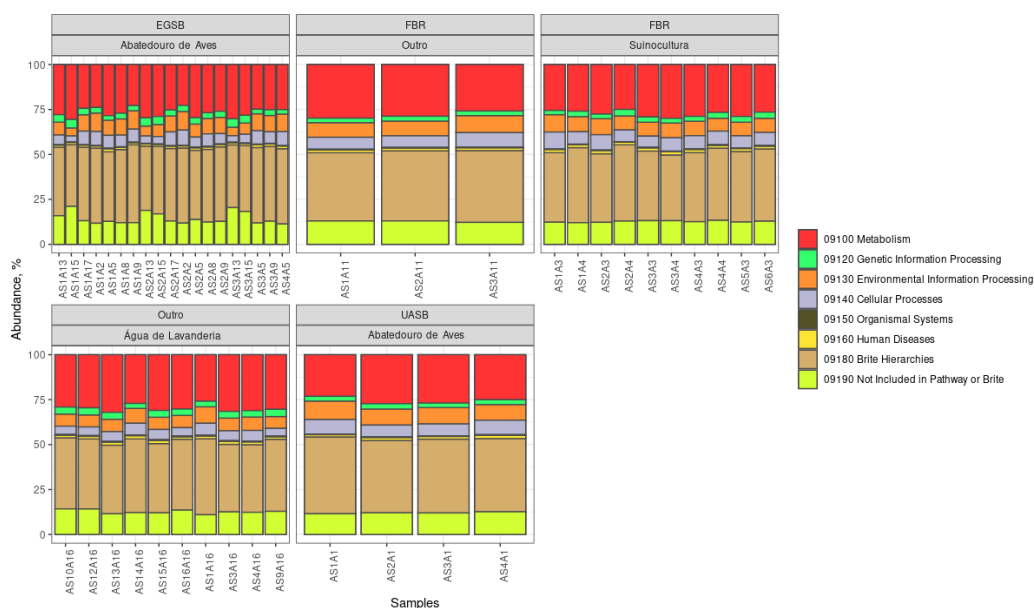 EGSB
Abatedouro de Aves
FBR
Outro
FBR
Suinocultura
100
75
50
25
0
AS1A13
AS1A15
AS1A17
AS1A2
AS1A5
AS1A8
AS1A9
AS2A13
AS2A15
AS2A17
AS2A2
AS2A5
AS2A8
AS2A9
AS3A13
AS3A15
AS3A5
AS3A9
AS4A5
AS1A11
AS2A11
AS3A11
AS1A3
AS1A4
AS2A3
AS2A4
AS3A3
AS3A4
AS4A3
AS4A4
AS5A3
AS6A3
Abundance, %
Outro
Água de Lavanderia
UASB
Abatedouro de Aves
100
75
50
25
0
AS10A16
AS12A16
AS13A16
AS14A16
AS15A16
AS16A16
AS1A16
AS3A16
AS4A16
AS9A16
AS1A1
AS2A1
AS3A1
AS4A1
Samples
09100 Metabolism
09120 Genetic Information Processing
09130 Environmental Information Processing
09140 Cellular Processes
09150 Organismal Systems
09160 Human Diseases
09180 Brite Hierarchies
09190 Not Included in Pathway or Brite